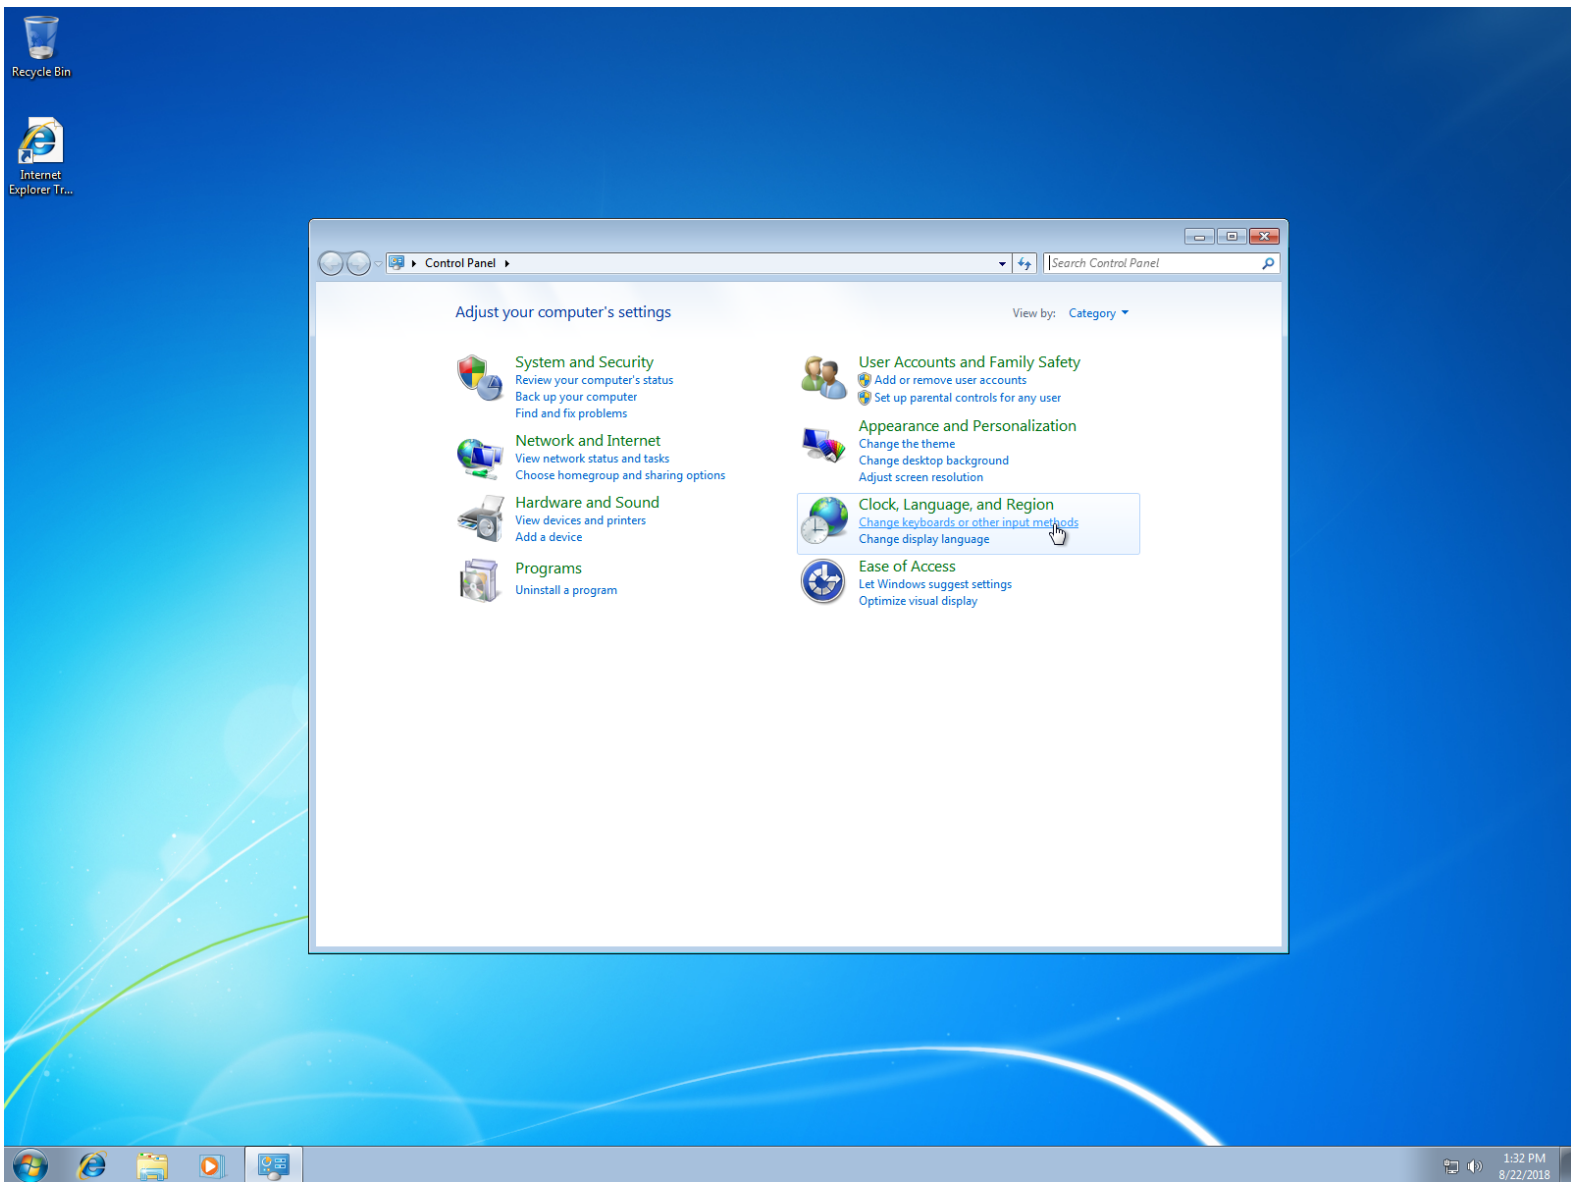 Recycle Bin
Internet
Explorer Tr...
Control Panel
Search Control Panel
Adjust your computer's settings
View by: Category
System and Security
Review your computer's status
Back up your computer
Find and fix problems
Network and Internet
View network status and tasks
Choose homegroup and sharing options
Hardware and Sound
View devices and printers
Add a device
Programs
Uninstall a program
User Accounts and Family Safety
Add or remove user accounts
Set up parental controls for any user
Appearance and Personalization
Change the theme
Change desktop background
Adjust screen resolution
Clock, Language, and Region
Change keyboards or other input methods
Change display language
Ease of Access
Let Windows suggest settings
Optimize visual display
1:32 PM
8/22/2018